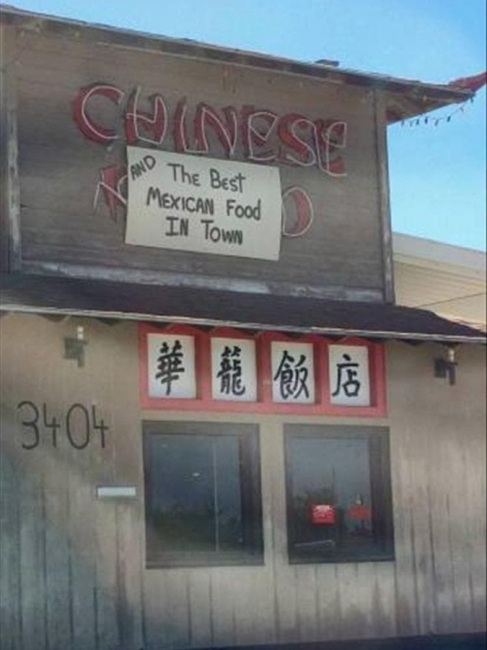 CHINESE
AND The Best
MEXICAN Food
IN Town
華龍飯店
3404